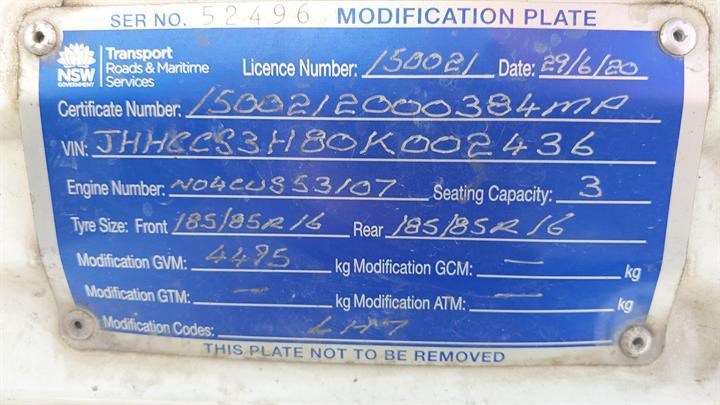 SER NO. 52496 MODIFICATION PLATE
NSW GOVERNMENT
Transport
Roads & Maritime
Services
Licence Number: 150021 Date: 29/6/20
Certificate Number: 1500212000384MP
VIN: JHHSCS3H80K002436
Engine Number: N04CUS53107 Seating Capacity: 3
Tyre Size: Front 185/85R16 Rear 185/85R16
Modification GVM: 4495 kg Modification GCM: — kg
Modification GTM: — kg Modification ATM: — kg
Modification Codes:
THIS PLATE NOT TO BE REMOVED